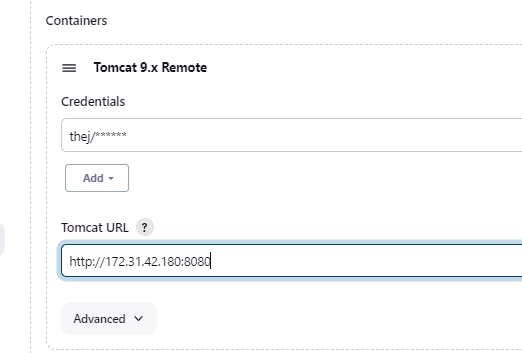 Containers
Tomcat 9.x Remote
Credentials
thej/******
Add
Tomcat URL ?
http://172.31.42.180:8080
Advanced